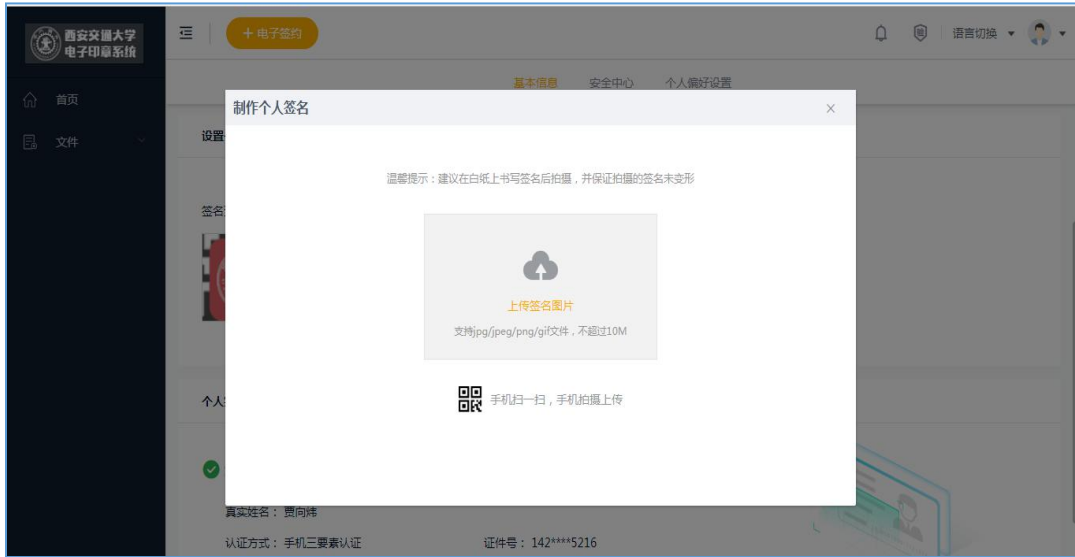 西安交通大学
电子印章系统
+ 电子签约
语言切换
基本信息 安全中心 个人偏好设置
首页
文件
制作个人签名
设置
温馨提示：建议在白纸上书写签名后拍摄，并保证拍摄的签名未变形
签名
上传签名图片
支持jpg/jpeg/png/gif文件，不超过10M
手机扫一扫，手机拍摄上传
个人
真实姓名： 贾向炜
认证方式： 手机三要素认证 证件号： 142****5216